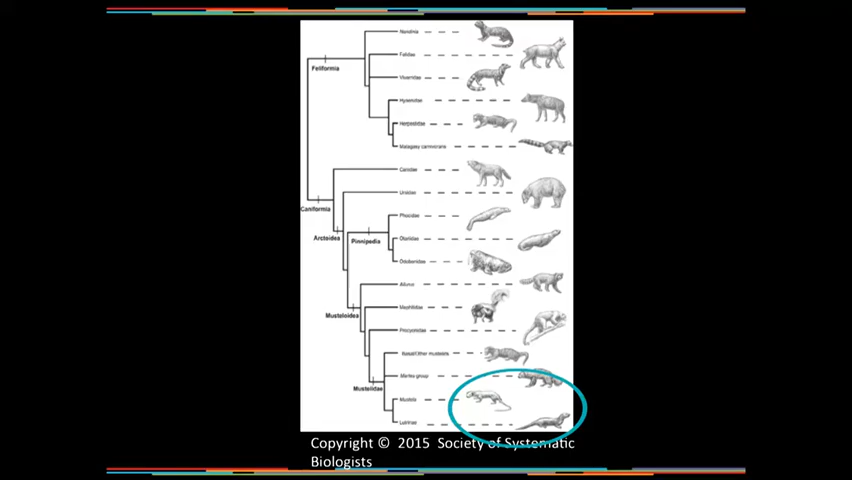 Nandinia
Felidae
Feliformia
Viverridae
Hyaenidae
Herpestidae
Malagasy carnivorans
Canidae
Ursidae
Caniformia
Phocidae
Arctoidea
Pinnipedia
Otariidae
Odobenidae
Ailurus
Mephitidae
Musteloidea
Procyonidae
Basal/Other mustelids
Martes group
Mustelidae
Mustela
Lutrinae
Copyright © 2015 Society of Systematic
Biologists